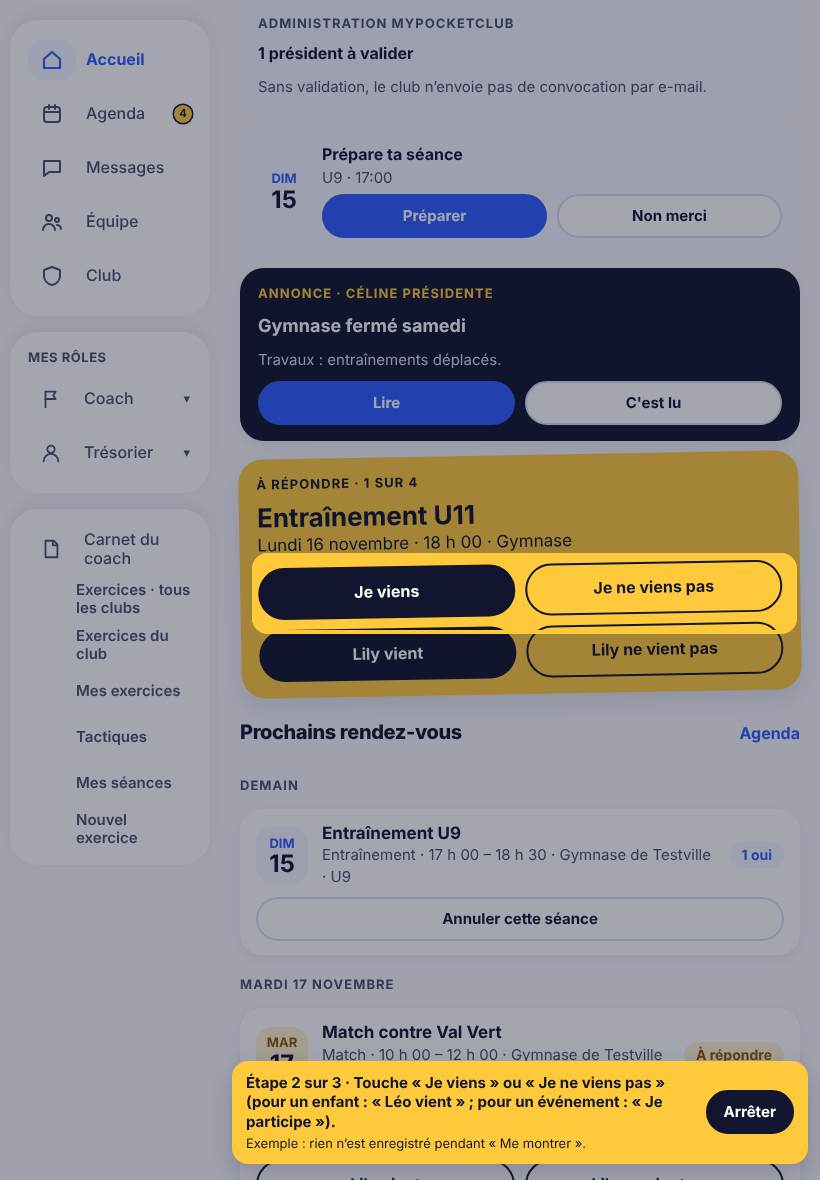 Accueil
Agenda
4
Messages
Équipe
Club
MES RÔLES
Coach ▾
Trésorier ▾
Carnet du
coach
Exercices · tous
les clubs
Exercices du
club
Mes exercices
Tactiques
Mes séances
Nouvel
exercice
ADMINISTRATION MYPOCKETCLUB
1 président à valider
Sans validation, le club n’envoie pas de convocation par e-mail.
DIM
15
Prépare ta séance
U9 · 17:00
Préparer
Non merci
ANNONCE · CÉLINE PRÉSIDENTE
Gymnase fermé samedi
Travaux : entraînements déplacés.
Lire
C'est lu
À RÉPONDRE · 1 SUR 4
Entraînement U11
Lundi 16 novembre · 18 h 00 · Gymnase
Je viens
Je ne viens pas
Lily vient
Lily ne vient pas
Prochains rendez-vous
Agenda
DEMAIN
DIM
15
Entraînement U9
Entraînement · 17 h 00 – 18 h 30 · Gymnase de Testville
· U9
1 oui
Annuler cette séance
MARDI 17 NOVEMBRE
MAR
17
Match contre Val Vert
Match · 10 h 00 – 12 h 00 · Gymnase de Testville
À répondre
Étape 2 sur 3 · Touche « Je viens » ou « Je ne viens pas »
(pour un enfant : « Léo vient » ; pour un événement : « Je
participe »).
Exemple : rien n’est enregistré pendant « Me montrer ».
Arrêter